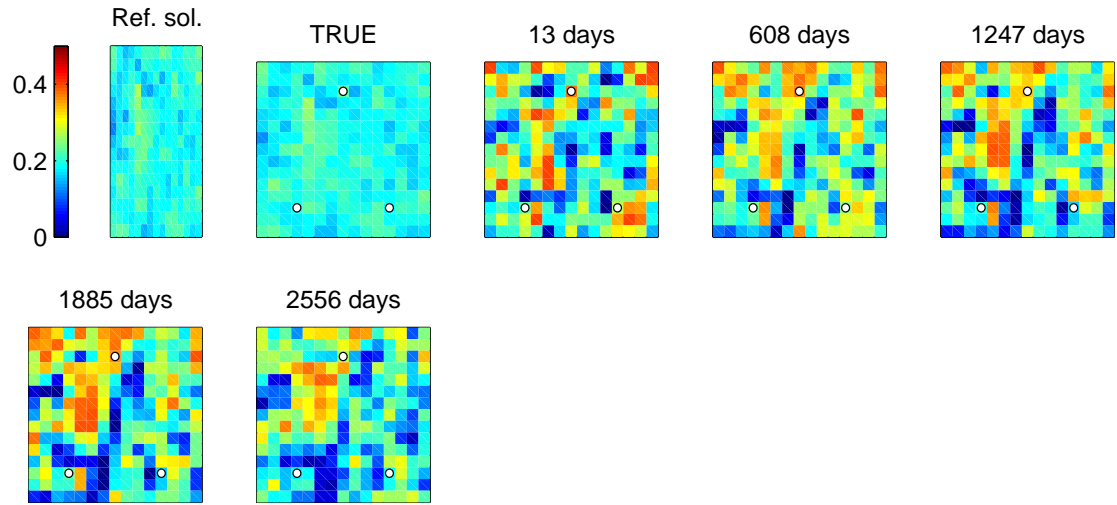 Ref. sol.
TRUE
13 days
608 days
1247 days
0.4
0.2
0
1885 days
2556 days